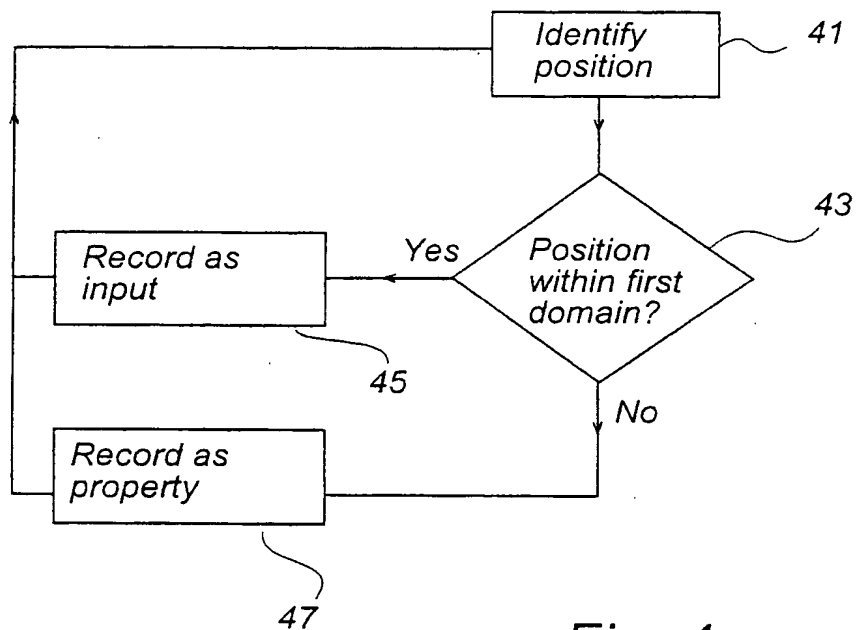 Identify
position
41
Position
within first
domain?
43
Yes
Record as
input
45
No
Record as
property
47